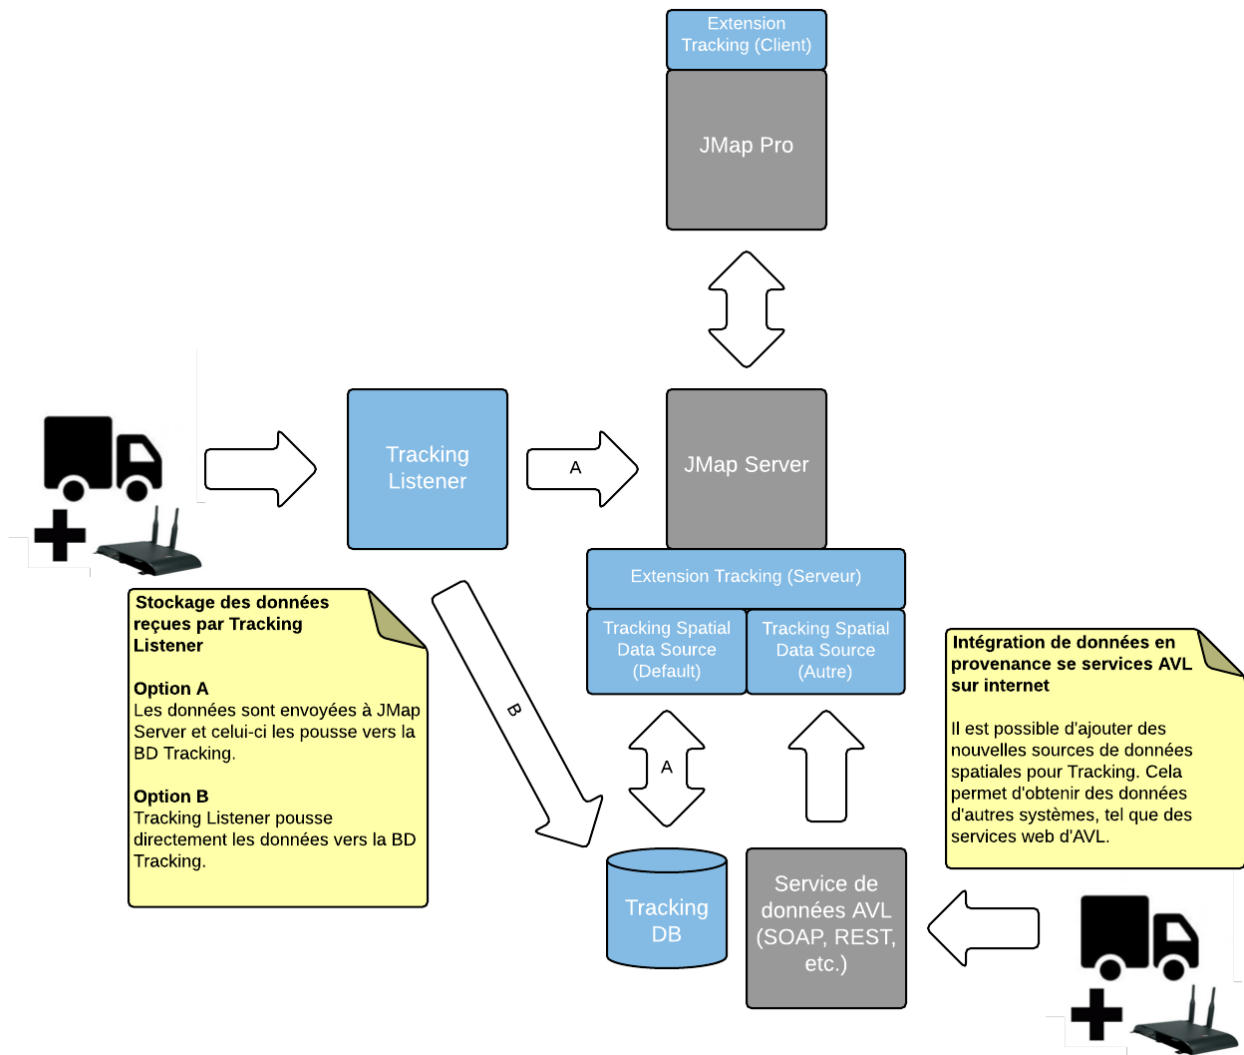 Extension
Tracking (Client)
JMap Pro
Tracking
Listener
A
JMap Server
Extension Tracking (Serveur)
Tracking Spatial
Data Source
(Default)
Tracking Spatial
Data Source
(Autre)
Stockage des données
reçues par Tracking
Listener
Option A
Les données sont envoyées à JMap
Server et celui-ci les pousse vers la
BD Tracking.
Option B
Tracking Listener pousse
directement les données vers la BD
Tracking.
B
A
Intégration de données en
provenance se services AVL
sur internet
Il est possible d'ajouter des
nouvelles sources de données
spatiales pour Tracking. Cela
permet d'obtenir des données
d'autres systèmes, tel que des
services web d'AVL.
Tracking
DB
Service de
données AVL
(SOAP, REST,
etc.)